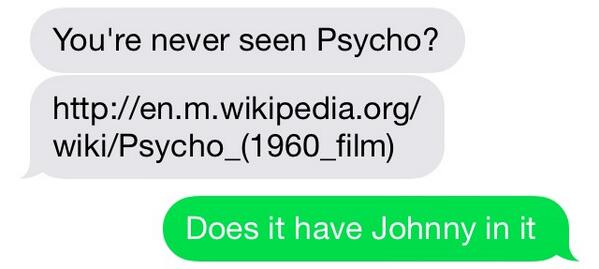 You're never seen Psycho?
http://en.m.wikipedia.org/
wiki/Psycho_(1960_film)
Does it have Johnny in it